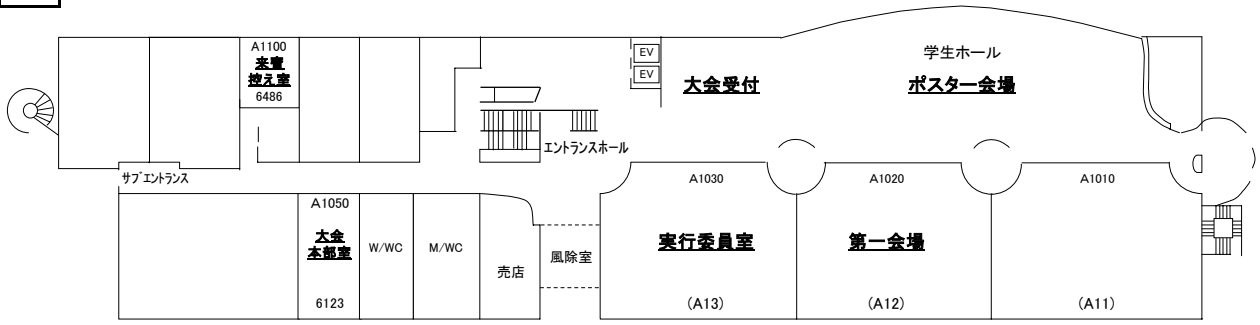 A1100
来賓
控え室
6486
EV
EV
大会受付
学生ホール
ポスター会場
エントランスホール
サブエントランス
A1050
大会
本部室
6123
W/WC
M/WC
売店
風除室
A1030
実行委員室
(A13)
A1020
第一会場
(A12)
A1010
(A11)